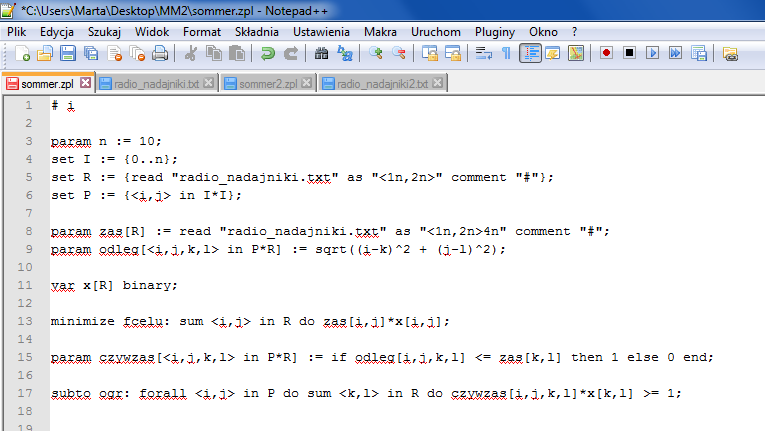 *C:\Users\Marta\Desktop\MM2\sommer.zpl - Notepad++
Plik Edycja Szukaj Widok Format Składnia Ustawienia Makra Uruchom Pluginy Okno ?
sommer.zpl radio_nadajniki.txt sommer2.zpl radio_nadajniki2.txt
1 # i
2
3 param n := 10;
4 set I := {0..n};
5 set R := {read "radio_nadajniki.txt" as "<1n,2n>" comment "#"};
6 set P := {<i,j> in I*I};
7
8 param zas[R] := read "radio_nadajniki.txt" as "<1n,2n>4n" comment "#";
9 param odleg[<i,j,k,l> in P*R] := sqrt((i-k)^2 + (j-l)^2);
10
11 var x[R] binary;
12
13 minimize fcelu: sum <i,j> in R do zas[i,j]*x[i,j];
14
15 param czywzas[<i,j,k,l> in P*R] := if odleg[i,j,k,l] <= zas[k,l] then 1 else 0 end;
16
17 subto ogr: forall <i,j> in P do sum <k,l> in R do czywzas[i,j,k,l]*x[k,l] >= 1;
18
19